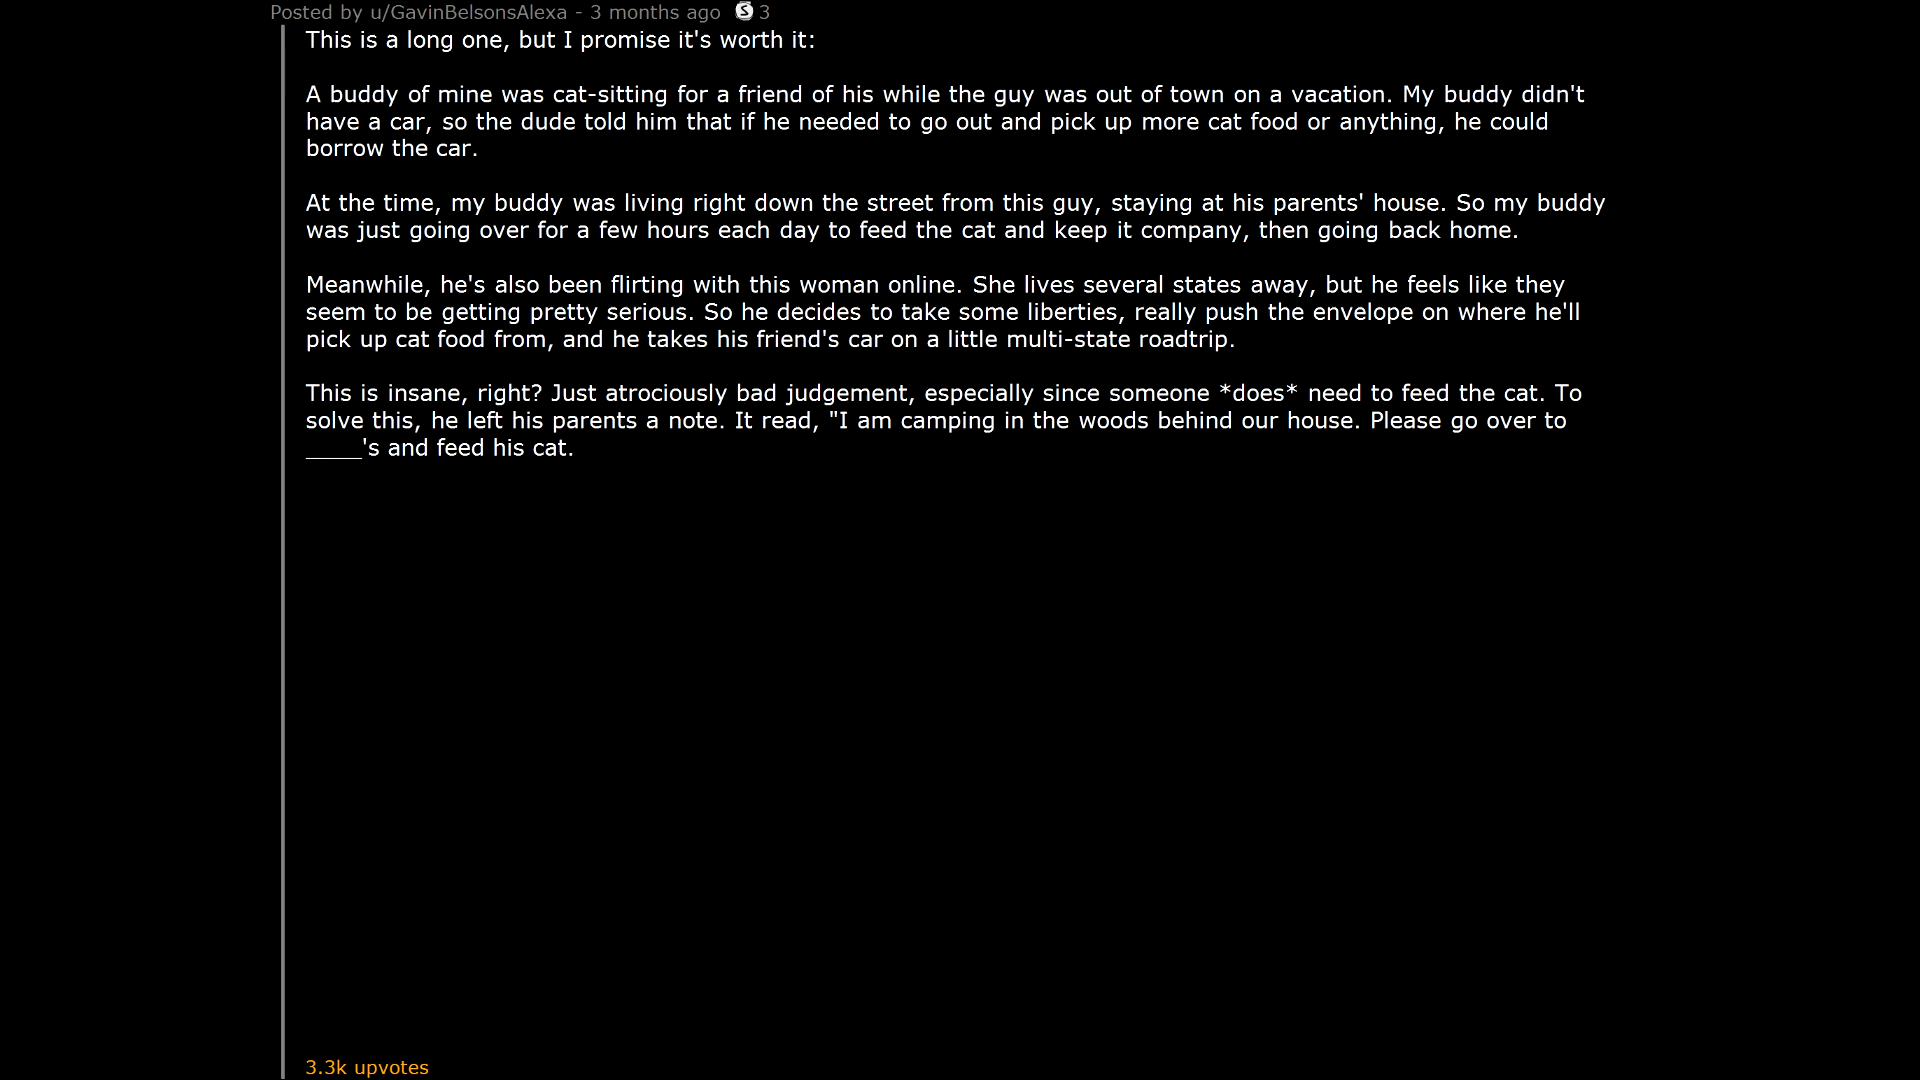 Posted by u/GavinBelsonsAlexa - 3 months ago S 3
This is a long one, but I promise it's worth it:
A buddy of mine was cat-sitting for a friend of his while the guy was out of town on a vacation. My buddy didn't
have a car, so the dude told him that if he needed to go out and pick up more cat food or anything, he could
borrow the car.
At the time, my buddy was living right down the street from this guy, staying at his parents' house. So my buddy
was just going over for a few hours each day to feed the cat and keep it company, then going back home.
Meanwhile, he's also been flirting with this woman online. She lives several states away, but he feels like they
seem to be getting pretty serious. So he decides to take some liberties, really push the envelope on where he'll
pick up cat food from, and he takes his friend's car on a little multi-state roadtrip.
This is insane, right? Just atrociously bad judgement, especially since someone *does* need to feed the cat. To
solve this, he left his parents a note. It read, "I am camping in the woods behind our house. Please go over to
_____'s and feed his cat.
3.3k upvotes